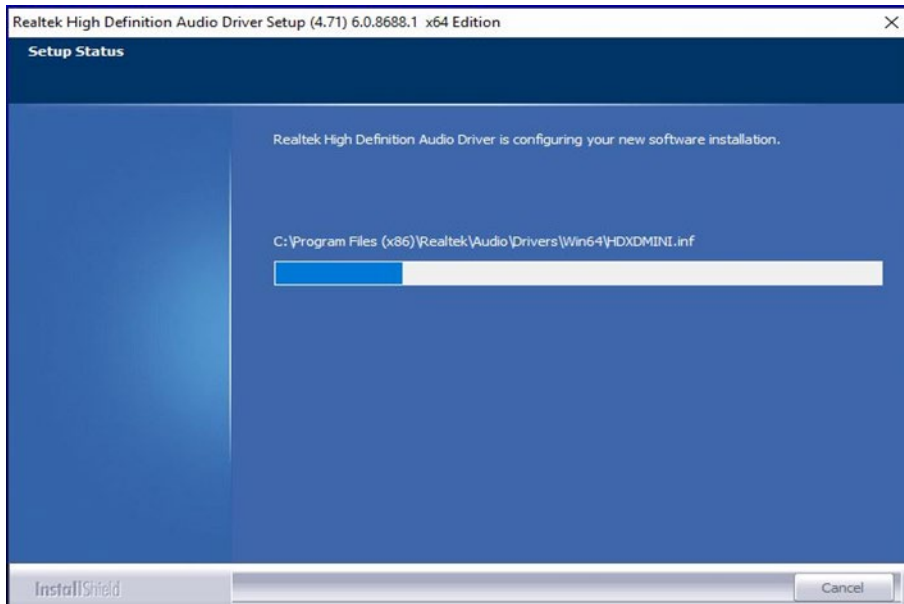 Realtek High Definition Audio Driver Setup (4.71) 6.0.8688.1 x64 Edition
Setup Status
Realtek High Definition Audio Driver is configuring your new software installation.
C:\Program Files (x86)\Realtek\Audio\Drivers\Win64\HDXDMINI.inf
InstallShield
Cancel